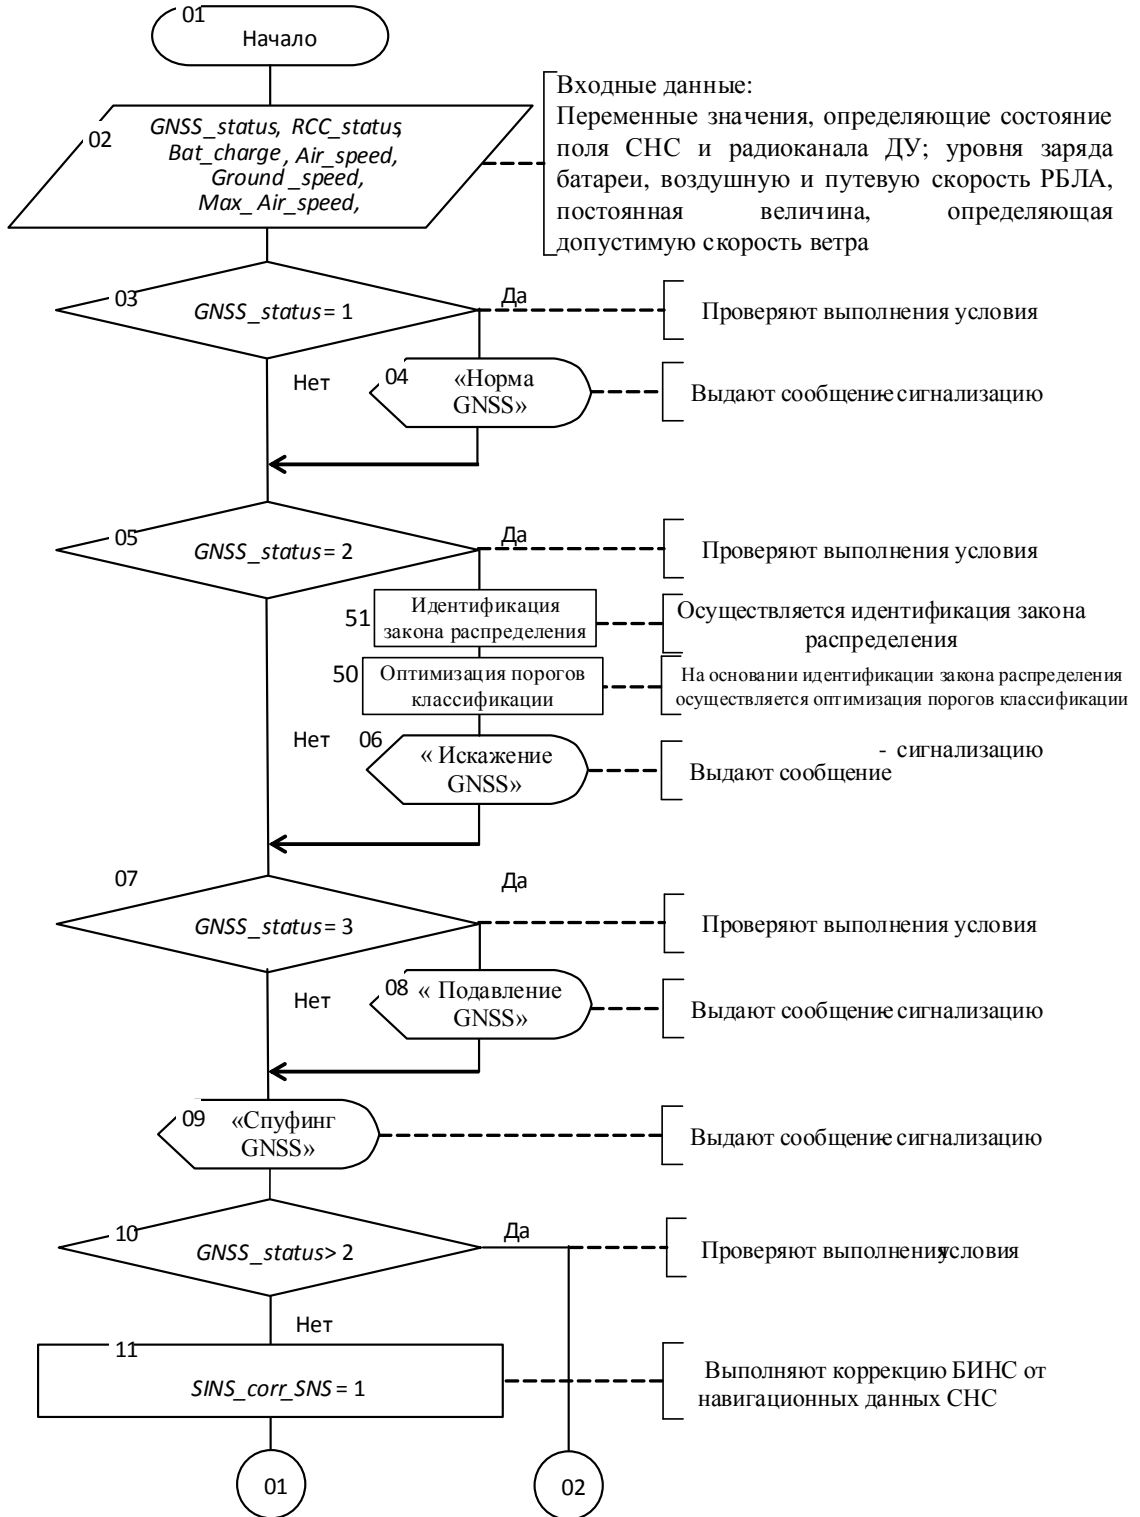 01
Начало
02
GNSS_status, RCC_status,
Bat_charge, Air_speed,
Ground_speed,
Max_Air_speed,
Входные данные:
Переменные значения, определяющие состояние
поля СНС и радиоканала ДУ; уровня заряда
батареи, воздушную и путевую скорость РБЛА,
постоянная величина, определяющая
допустимую скорость ветра
03
GNSS_status = 1
Да
Проверяют выполнения условия
Нет
04
«Норма
GNSS»
Выдают сообщение- сигнализацию
05
GNSS_status = 2
Да
Проверяют выполнения условия
51
Идентификация
закона распределения
Осуществляется идентификация закона
распределения
50
Оптимизация порогов
классификации
На основании идентификации закона распределения
осуществляется оптимизация порогов классификации
Нет
06
« Искажение
GNSS»
- сигнализацию
Выдают сообщение
07
GNSS_status = 3
Да
Проверяют выполнения условия
Нет
08
« Подавление
GNSS»
Выдают сообщение- сигнализацию
09
«Спуфинг
GNSS»
Выдают сообщение- сигнализацию
10
GNSS_status > 2
Да
Проверяют выполнения условия
Нет
11
SINS_corr_SNS = 1
Выполняют коррекцию БИНС от
навигационных данных СНС
01
02